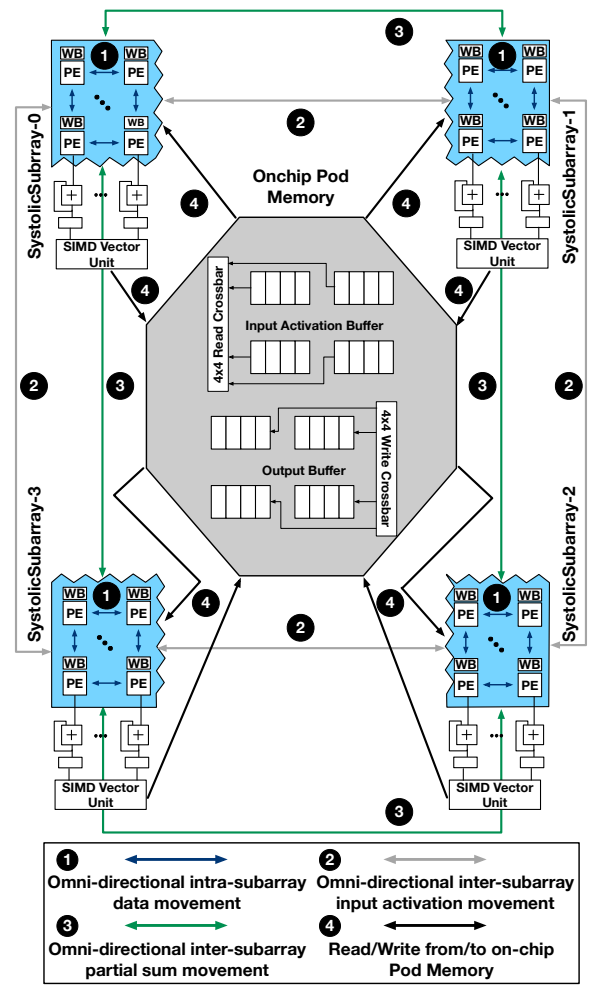 3
WB 1 WB
PE PE
WB WB
PE PE
WB 1 WB
PE PE
WB WB
PE PE
2
SystolicSubrray-0
SystolicSubarray-1
4
4
Onchip Pod
Memory
+ ... +
SIMD Vector
Unit
+ ... +
SIMD Vector
Unit
4
4
4x4 Read Crossbar
Input Activation Buffer
2
3
3
2
4x4 Write Crossbar
Output Buffer
SystolicSubarray-3
SystolicSubarray-2
WB 1 WB
PE PE
WB WB
PE PE
WB 1 WB
PE PE
WB WB
PE PE
4
4
2
+ ... +
SIMD Vector
Unit
+ ... +
SIMD Vector
Unit
3
1
Omni-directional intra-subarray
data movement
2
Omni-directional inter-subarray
input activation movement
3
Omni-directional inter-subarray
partial sum movement
4
Read/Write from/to on-chip
Pod Memory